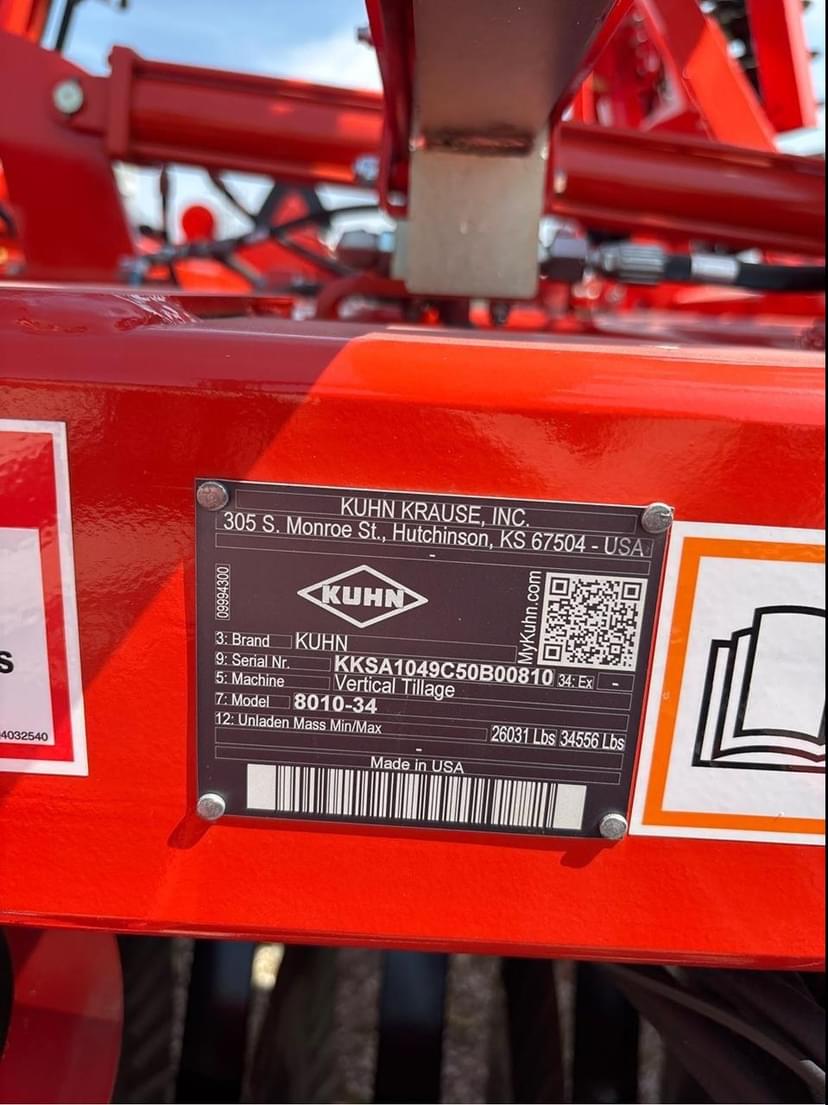 KUHN KRAUSE, INC.
305 S. Monroe St., Hutchinson, KS 67504 - USA
-
09994300
KUHN
MyKuhn.com
3: Brand KUHN
9: Serial Nr. KKSA1049C50B00810 34: Ex -
5: Machine Vertical Tillage
7: Model 8010-34
12: Unladen Mass Min/Max 26031 Lbs 34556 Lbs
-
Made in USA
S
4032540